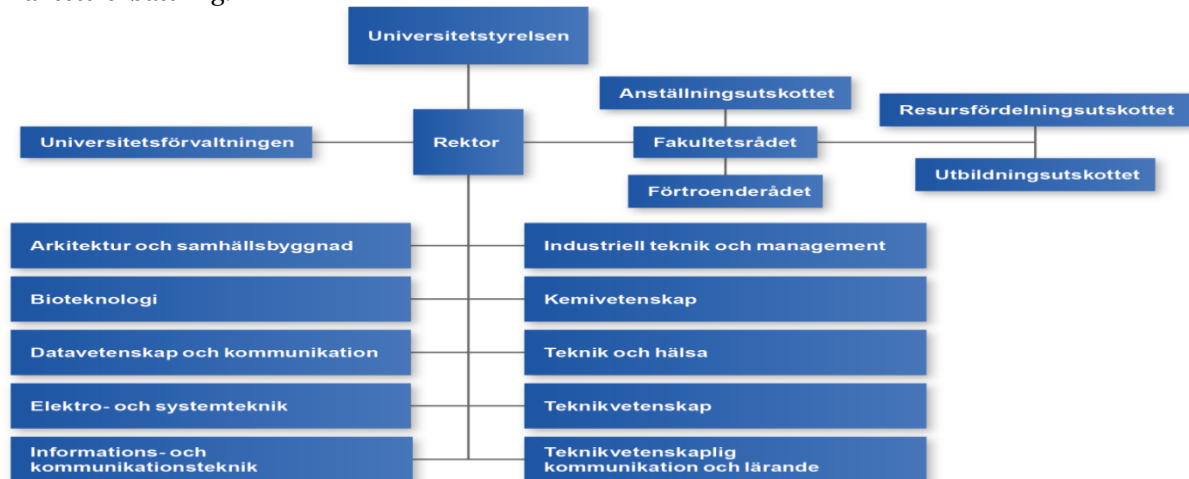 Universitetstyrelsen
Anställningsutskottet
Resursfördelningsutskottet
Universitetsförvaltningen
Rektor
Fakultetsrådet
Utbildningsutskottet
Förtroenderådet
Arkitektur och samhällsbyggnad
Industriell teknik och management
Bioteknologi
Kemivetenskap
Datavetenskap och kommunikation
Teknik och hälsa
Elektro- och systemteknik
Teknikvetenskap
Informations- och
kommunikationsteknik
Teknikvetenskaplig
kommunikation och lärande